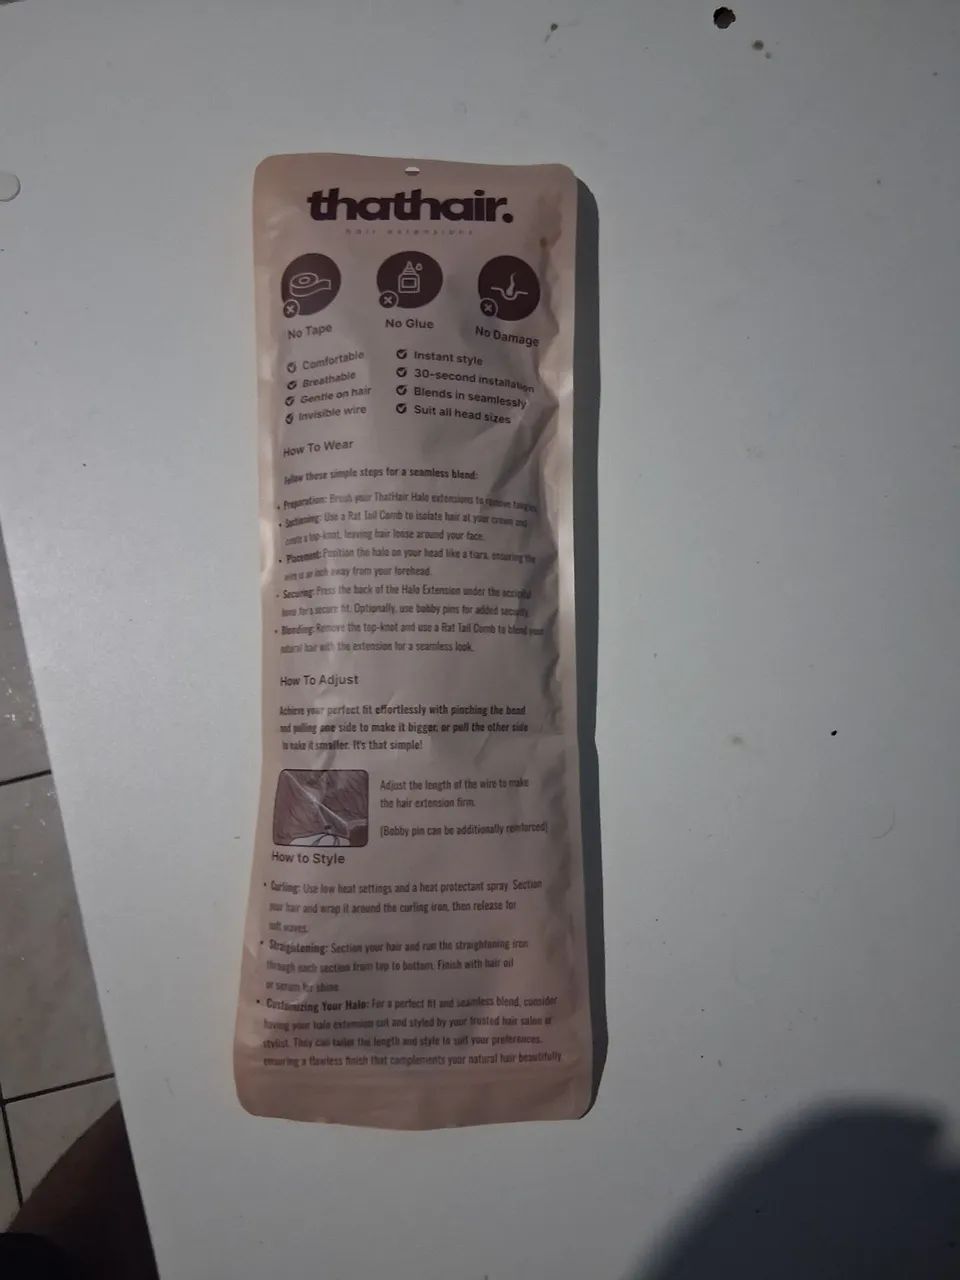 thathair.
hair extensions
No Tape
No Glue
No Damage
Comfortable
Breathable
Gentle on hair
Invisible wire
Instant style
30-second installation
Blends in seamlessly
Suit all head sizes
How To Wear
Follow these simple steps for a seamless blend:
• Preparation: Brush your ThatHair Halo extensions to remove tangles.
• Sectioning: Use a Rat Tail Comb to isolate hair at your crown and
create a top-knot, leaving hair loose around your face.
• Placement: Position the halo on your head like a tiara, ensuring the
wire is an inch away from your forehead.
• Securing: Press the back of the Halo Extension under the occipital
bone for a secure fit. Optionally, use bobby pins for added security.
• Blending: Remove the top-knot and use a Rat Tail Comb to blend your
natural hair with the extension for a seamless look.
How To Adjust
Achieve your perfect fit effortlessly with pinching the bead
and pulling one side to make it bigger, or pull the other side
to make it smaller. It's that simple!
Adjust the length of the wire to make
the hair extension firm.
(Bobby pin can be additionally reinforced)
How to Style
• Curling: Use low heat settings and a heat protectant spray. Section
your hair and wrap it around the curling iron, then release for
soft waves.
• Straightening: Section your hair and run the straightening iron
through each section from top to bottom. Finish with hair oil
or serum for shine.
• Customizing Your Halo: For a perfect fit and seamless blend, consider
having your halo extension cut and styled by your trusted hair salon or
stylist. They can tailor the length and style to suit your preferences,
ensuring a flawless finish that complements your natural hair beautifully